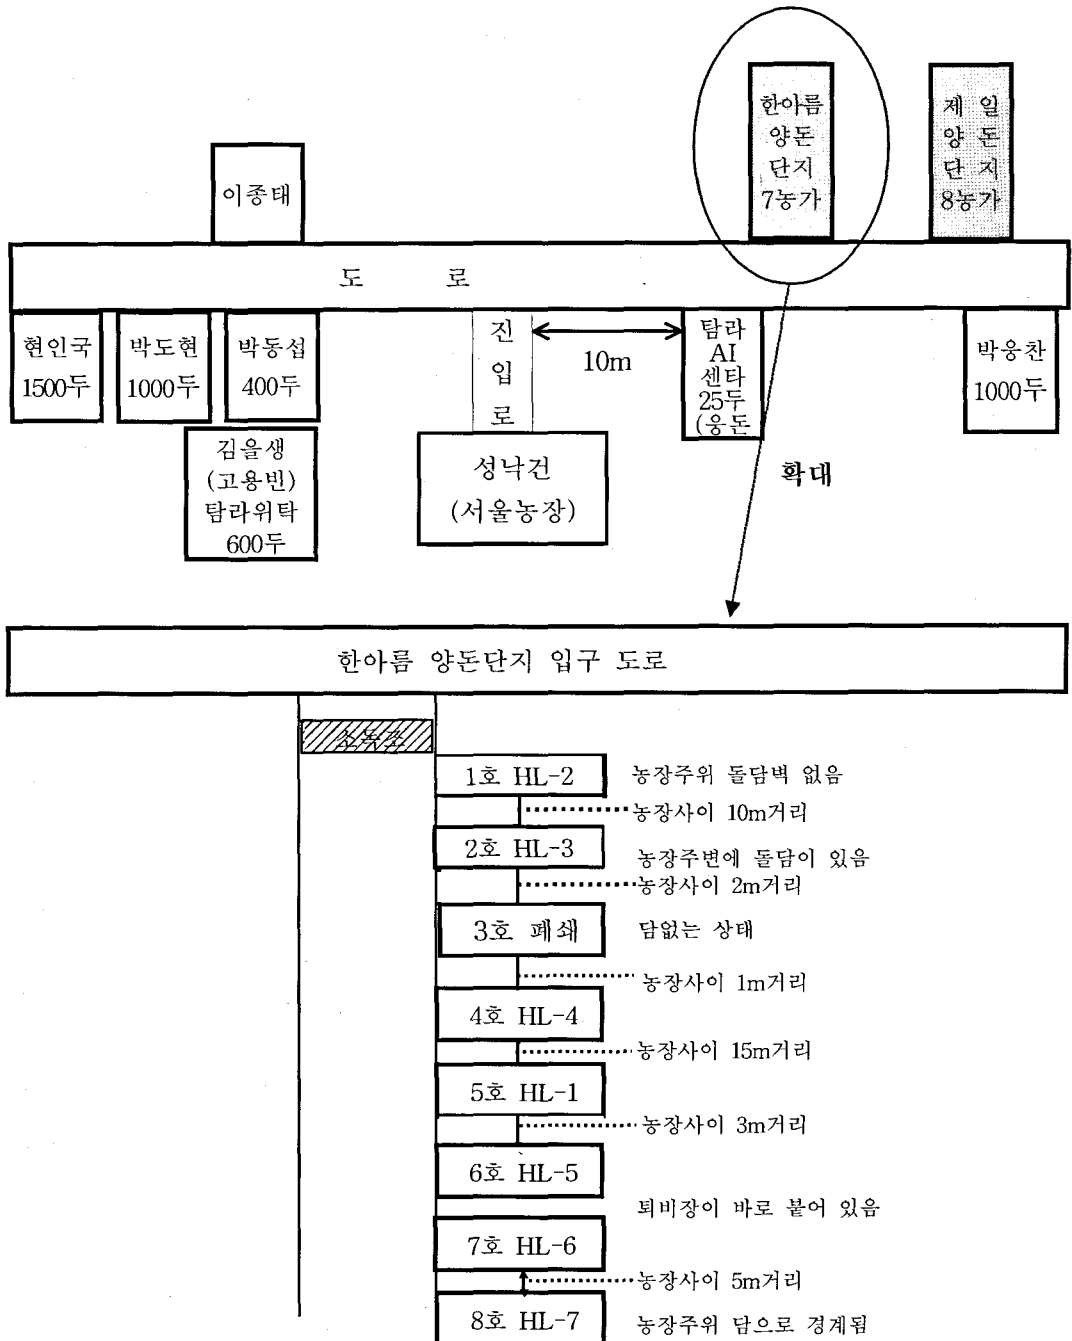 한아름
양돈
단지
7농가
제 일
양 돈
단 지
8농가
이종태
도 로
현인국
1500두
박도현
1000두
박동섭
400두
진
입
로
10m
탐라
AI
센타
25두
(웅돈
박웅찬
1000두
김을생
(고용빈)
탐라위탁
600두
성낙건
(서울농장)
확대
한아름 양돈단지 입구 도로
소독조
1호 HL-2
농장주위 돌담벽 없음
농장사이 10m거리
2호 HL-3
농장주변에 돌담이 있음
농장사이 2m거리
3호 폐쇄
담없는 상태
농장사이 1m거리
4호 HL-4
농장사이 15m거리
5호 HL-1
농장사이 3m거리
6호 HL-5
퇴비장이 바로 붙어 있음
7호 HL-6
농장사이 5m거리
8호 HL-7
농장주위 담으로 경계됨